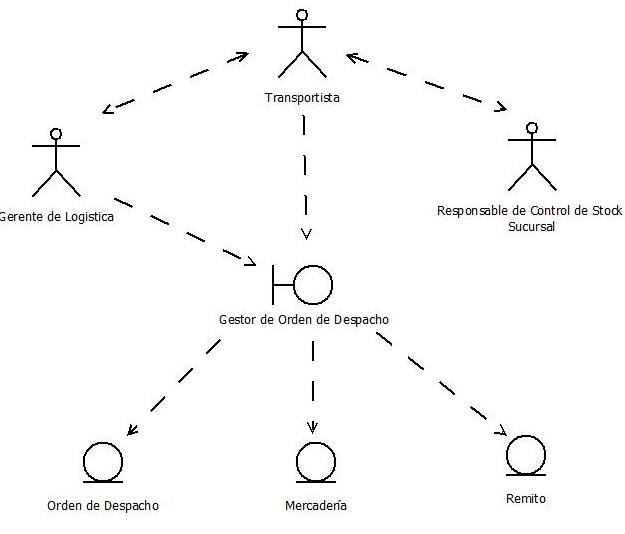 Transportista
Gerente de Logistica
Responsable de Control de Stock
Sucursal
Gestor de Orden de Despacho
Orden de Despacho
Mercadería
Remito